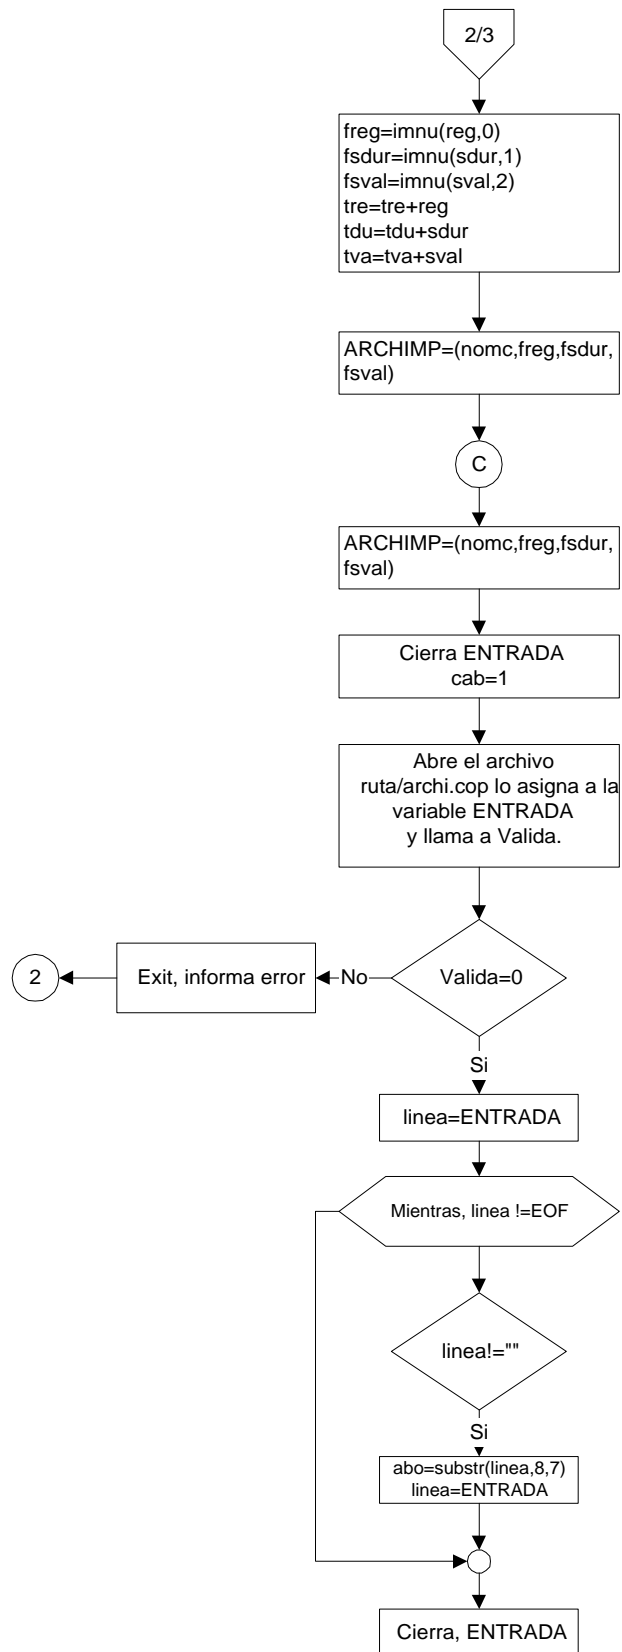 2/3
freg=imnu(reg,0)
fsdur=imnu(sdur,1)
fsval=imnu(sval,2)
tre=tre+reg
tdu=tdu+sdur
tva=tva+sval
ARCHIMP=(nomc,freg,fsdur,
fsval)
C
ARCHIMP=(nomc,freg,fsdur,
fsval)
Cierra ENTRADA
cab=1
Abre el archivo
ruta/archi.cop lo asigna a la
variable ENTRADA
y llama a Valida.
2
Exit, informa error
No
Valida=0
Si
linea=ENTRADA
Mientras, linea !=EOF
linea!=""
Si
abo=substr(linea,8,7)
linea=ENTRADA
Cierra, ENTRADA